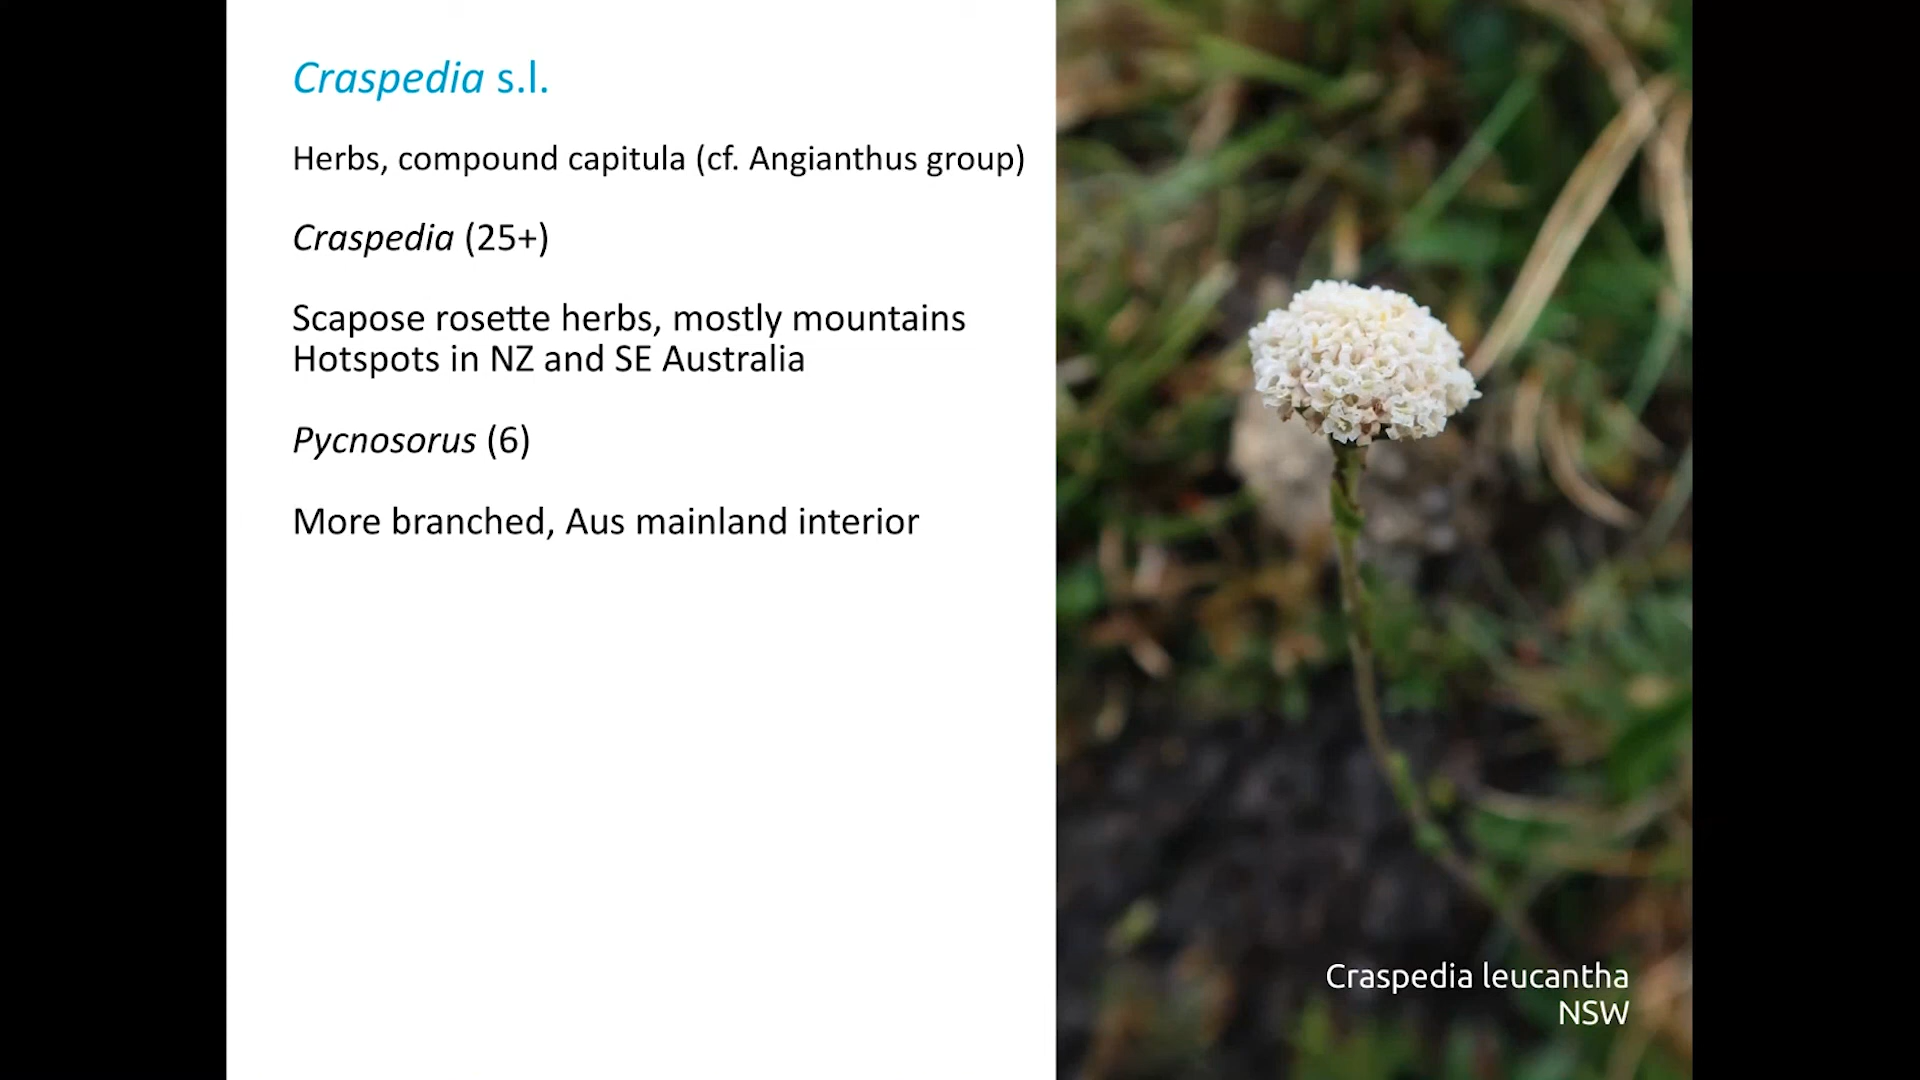 Craspedia s.l.
Herbs, compound capitula (cf. Angianthus group)
Craspedia (25+)
Scapose rosette herbs, mostly mountains
Hotspots in NZ and SE Australia
Pycnosorus (6)
More branched, Aus mainland interior
Craspedia leucantha
NSW